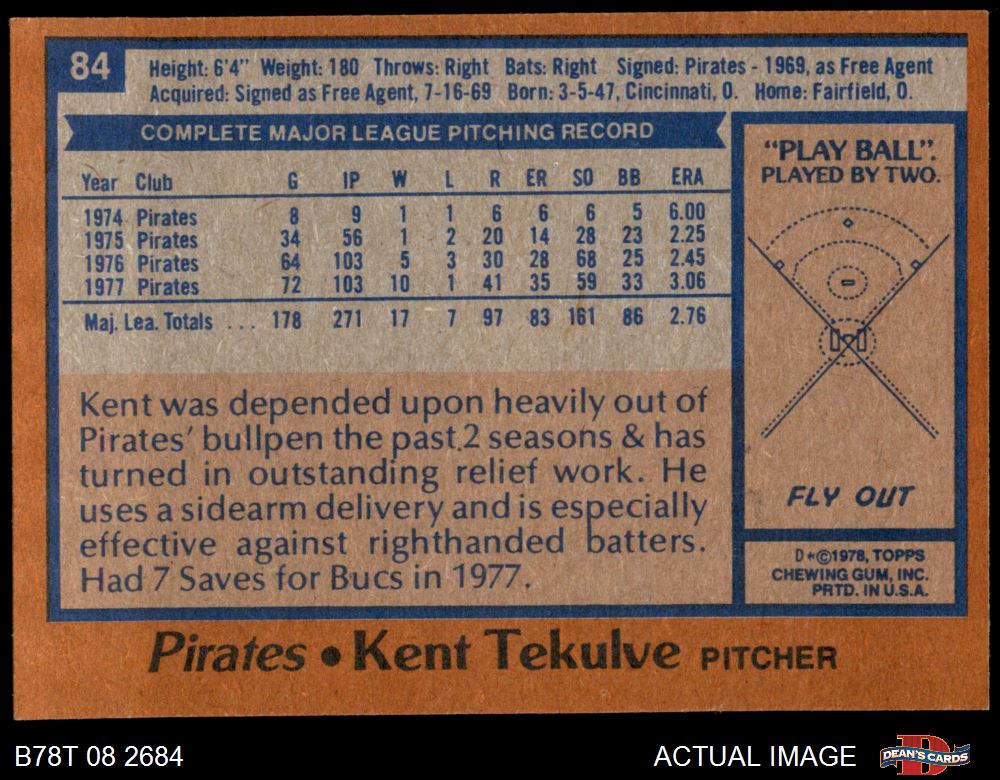 84
Height: 6'4" Weight: 180 Throws: Right Bats: Right Signed: Pirates - 1969, as Free Agent
Acquired: Signed as Free Agent, 7-16-69 Born: 3-5-47, Cincinnati, O. Home: Fairfield, O.
COMPLETE MAJOR LEAGUE PITCHING RECORD
Year Club G IP W L R ER SO BB ERA
1974 Pirates 8 9 1 1 6 6 6 5 6.00
1975 Pirates 34 56 1 2 20 14 28 23 2.25
1976 Pirates 64 103 5 3 30 28 68 25 2.45
1977 Pirates 72 103 10 1 41 35 59 33 3.06
Maj. Lea. Totals ... 178 271 17 7 97 83 161 86 2.76
Kent was depended upon heavily out of
Pirates' bullpen the past 2 seasons & has
turned in outstanding relief work. He
uses a sidearm delivery and is especially
effective against righthanded batters.
Had 7 Saves for Bucs in 1977.
"PLAY BALL".
PLAYED BY TWO.
FLY OUT
D*©1978, TOPPS
CHEWING GUM, INC.
PRTD. IN U.S.A.
Pirates • Kent Tekulve PITCHER
B78T 08 2684
ACTUAL IMAGE
DEAN'S CARDS